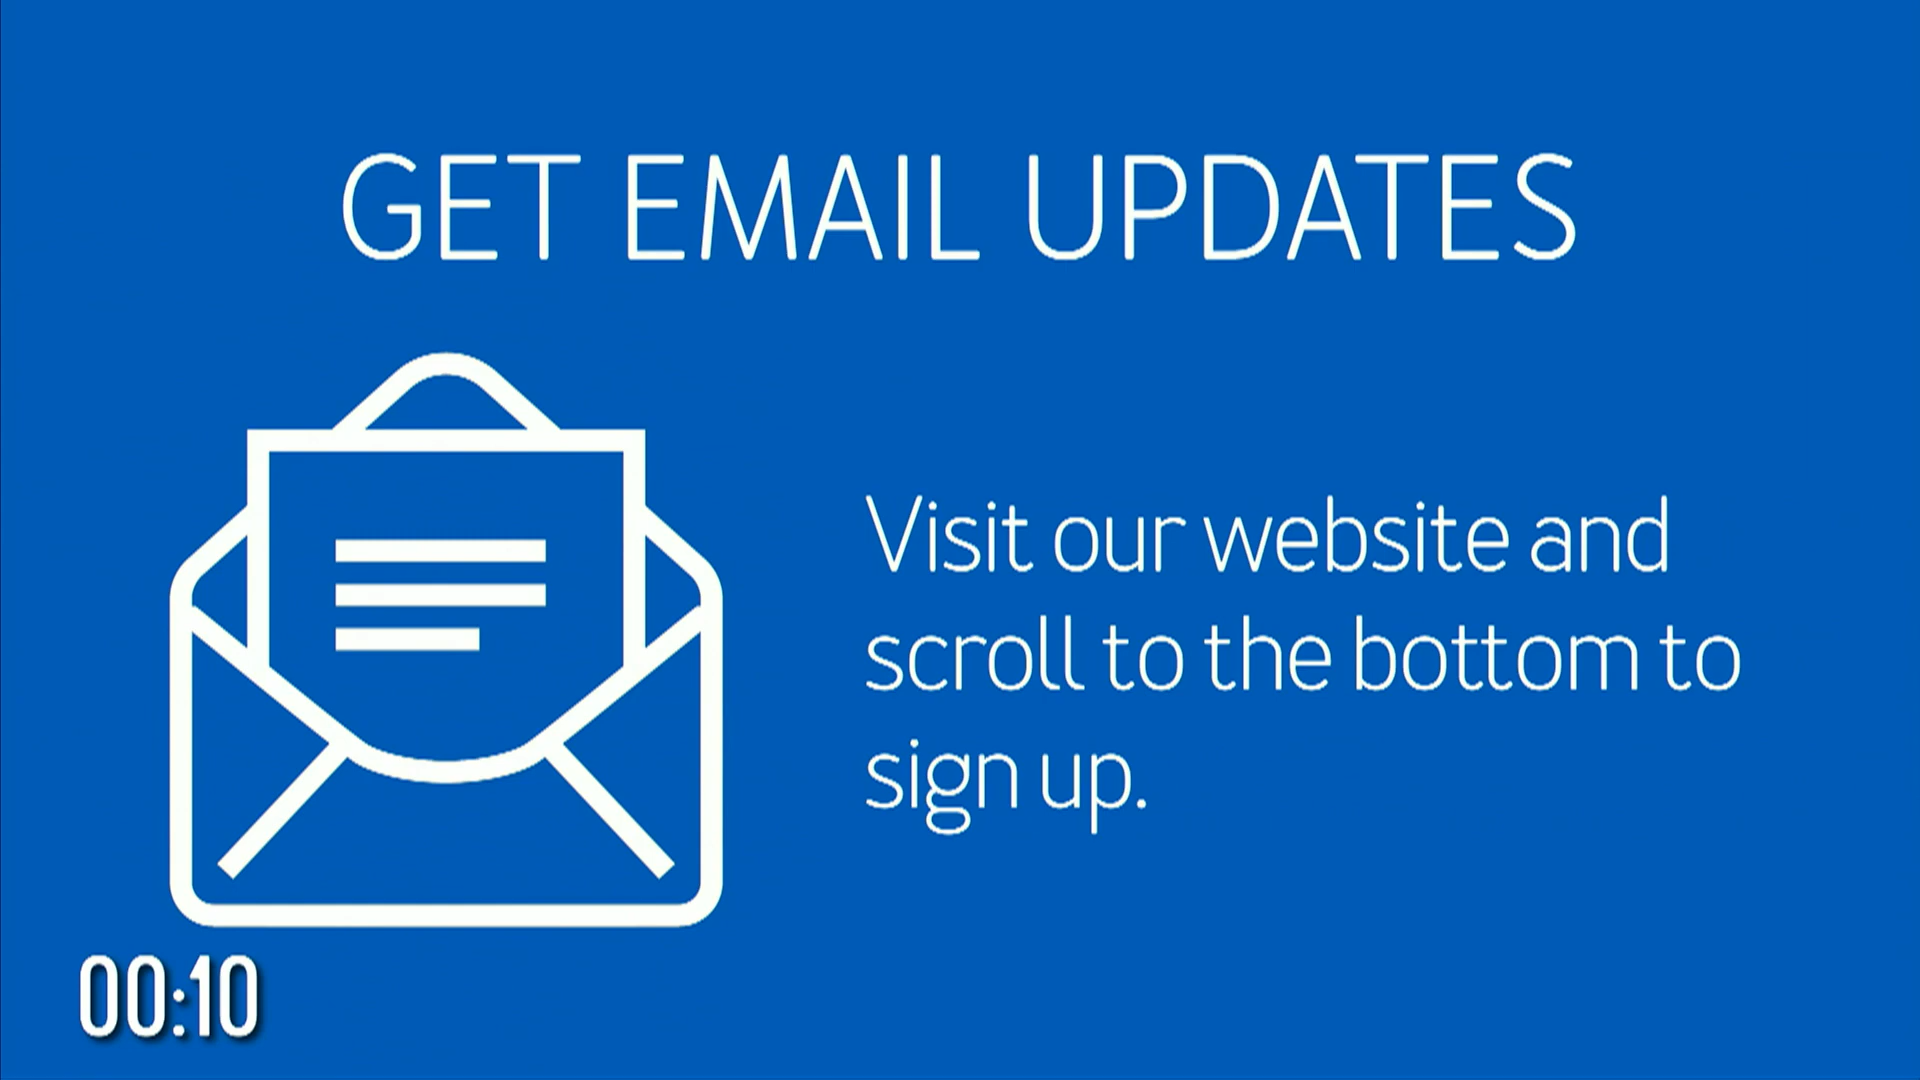 GET EMAIL UPDATES
Visit our website and
scroll to the bottom to
sign up.
00:10